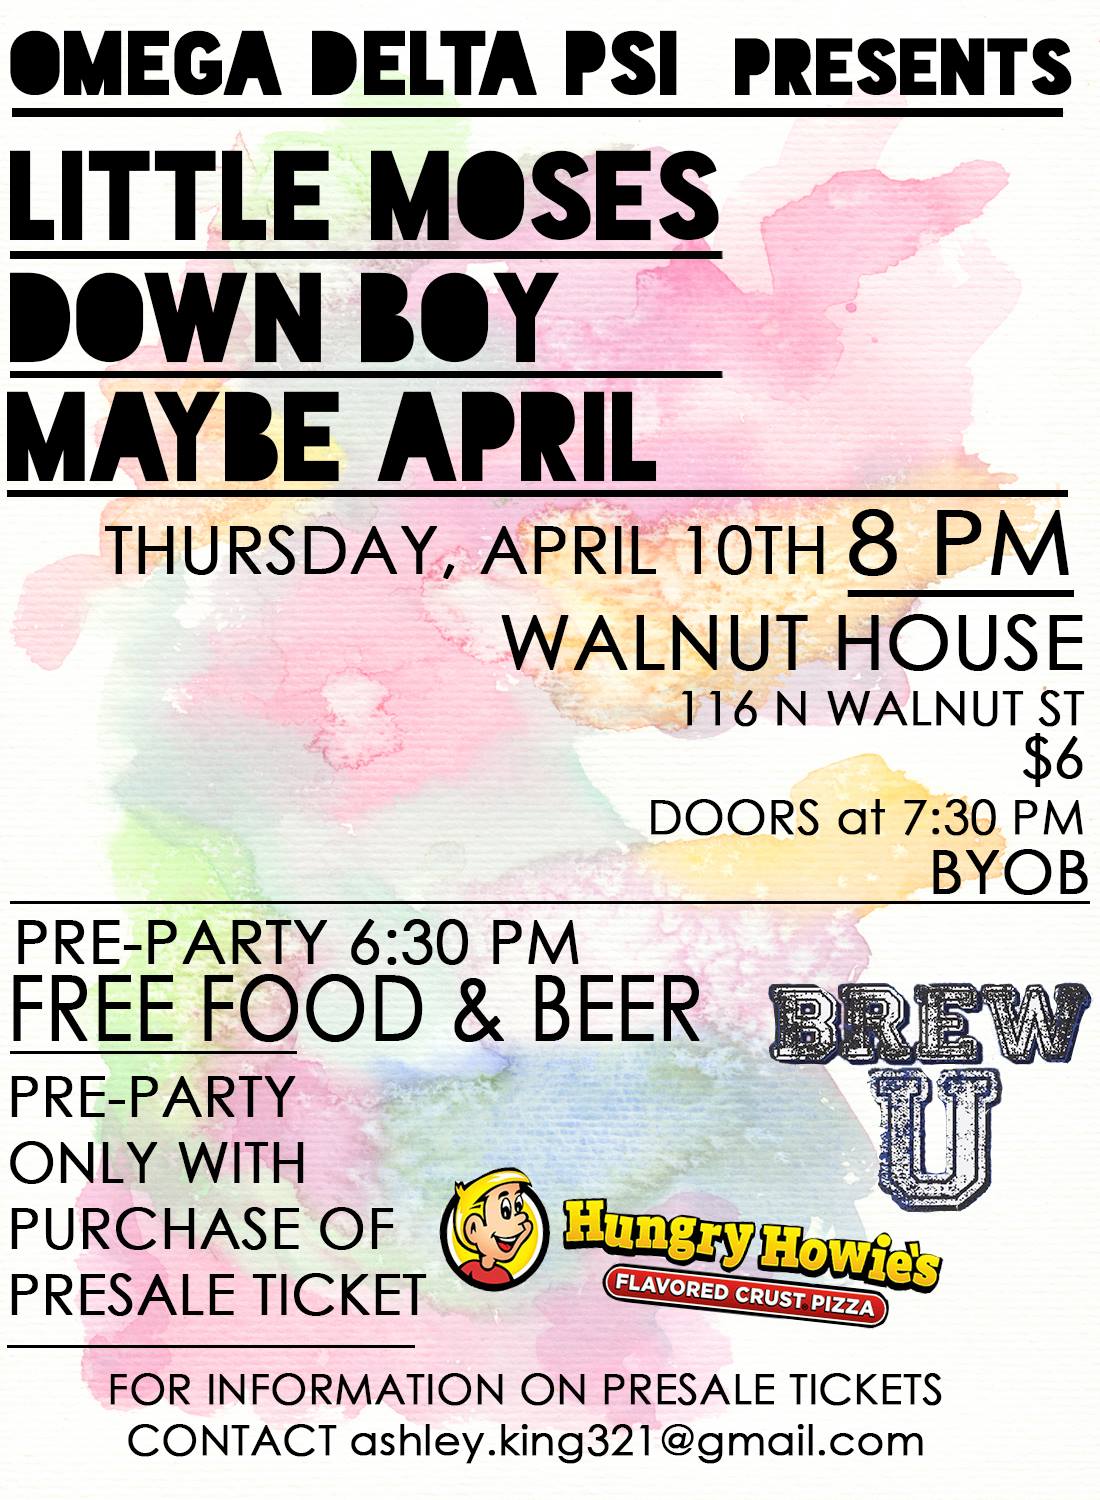 OMEGA DELTA PSI PRESENTS
LITTLE MOSES
DOWN BOY
MAYBE APRIL
THURSDAY, APRIL 10TH 8 PM
WALNUT HOUSE
116 N WALNUT ST
$6
DOORS at 7:30 PM
BYOB
PRE-PARTY 6:30 PM
FREE FOOD & BEER
BREW
U
PRE-PARTY
ONLY WITH
PURCHASE OF
PRESALE TICKET
Hungry Howie's
FLAVORED CRUST® PIZZA
FOR INFORMATION ON PRESALE TICKETS
CONTACT ashley.king321@gmail.com